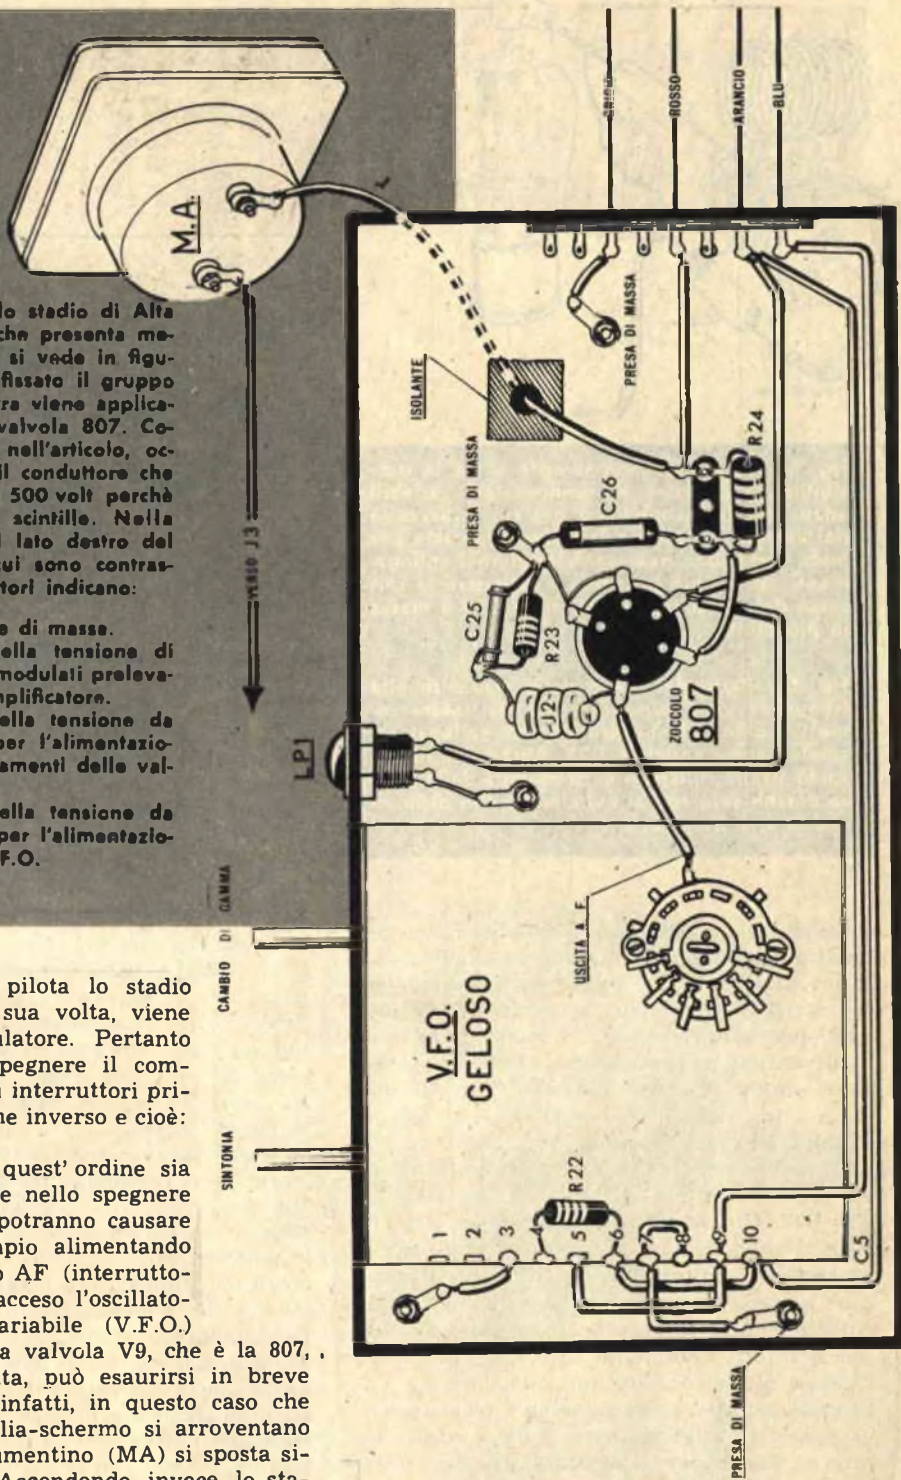 lo stadio di Alta
che presenta me-
si vede in figu-
fissato il gruppo
ra viene applica-
valvola 807. Co-
nell'articolo, oc-
il conduttore che
500 volt perchè
scintille. Nella
l lato destro del
cui sono contras-
tori indicano:
a di massa.
ella tensione di
modulati preleva-
mplificatore.
ella tensione da
per l'alimentazio-
amenti delle val-
ella tensione da
per l'alimentazio-
F.O.
pilota lo stadio
sua volta, viene
ulatore. Pertanto
spegnere il com-
i interruttori pri-
ne inverso e cioè:
quest' ordine sia
e nello spegnere
potranno causare
npio alimentando
o AF (interrutto-
acceso l'oscillato-
ariabile (V.F.O.)
a valvola V9, che è la 807,
ta, può esaurirsi in breve
infatti, in questo caso che
lia-schermo si arroventano
umentino (MA) si sposta si-
Accendendo, invece, lo sta-
M.A.
VERSO J3
GRIGIO
ROSSO
ARANCIO
BLU
PRESA DI MASSA
ISOLANTE
PRESA DI MASSA
R24
C26
C25
R23
J2
ZOCCOLO
807
LP1
USCITA A F.
CAMBIO DI GAMMA
SINTONIA
V.F.O.
GELOSO
R22
1
2
3
4
5
6
7
8
9
10
C5
PRESA DI MASSA